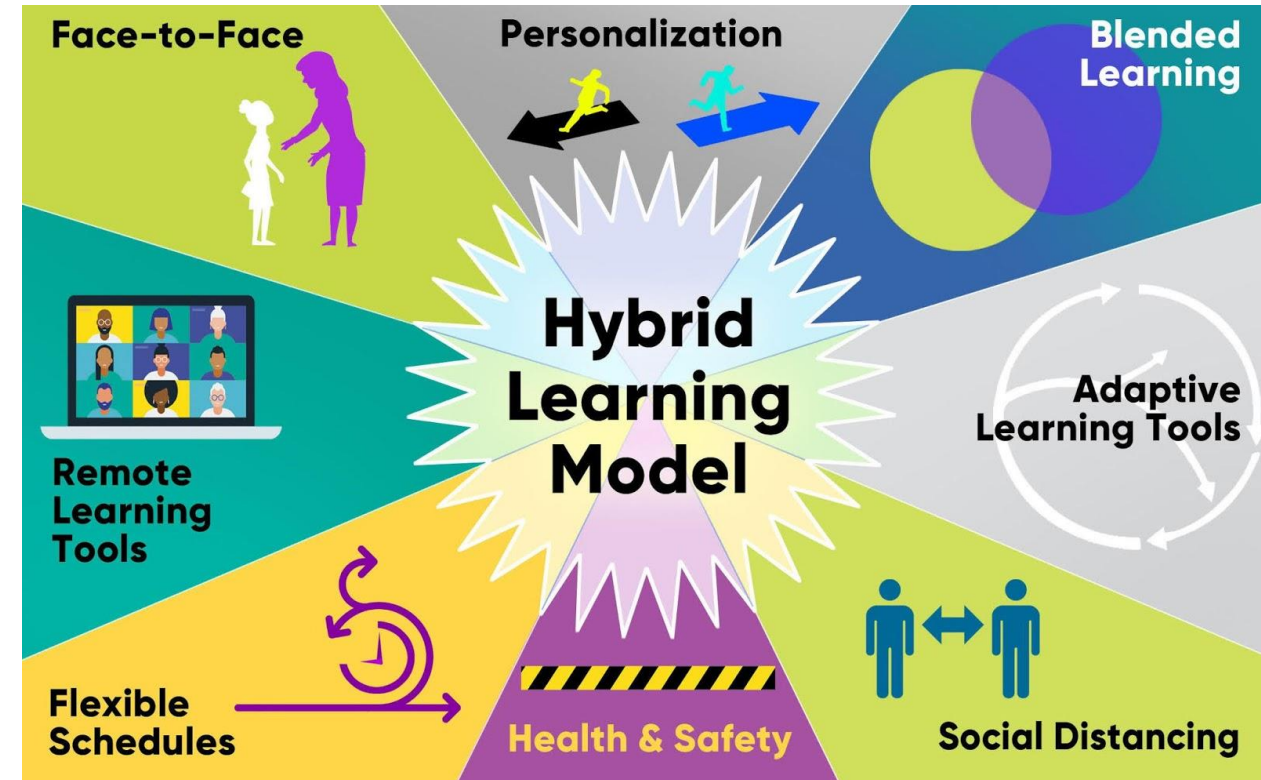 Face-to-Face
Personalization
Blended
Learning
Hybrid
Learning
Model
Adaptive
Learning Tools
Remote
Learning
Tools
Flexible
Schedules
Health & Safety
Social Distancing